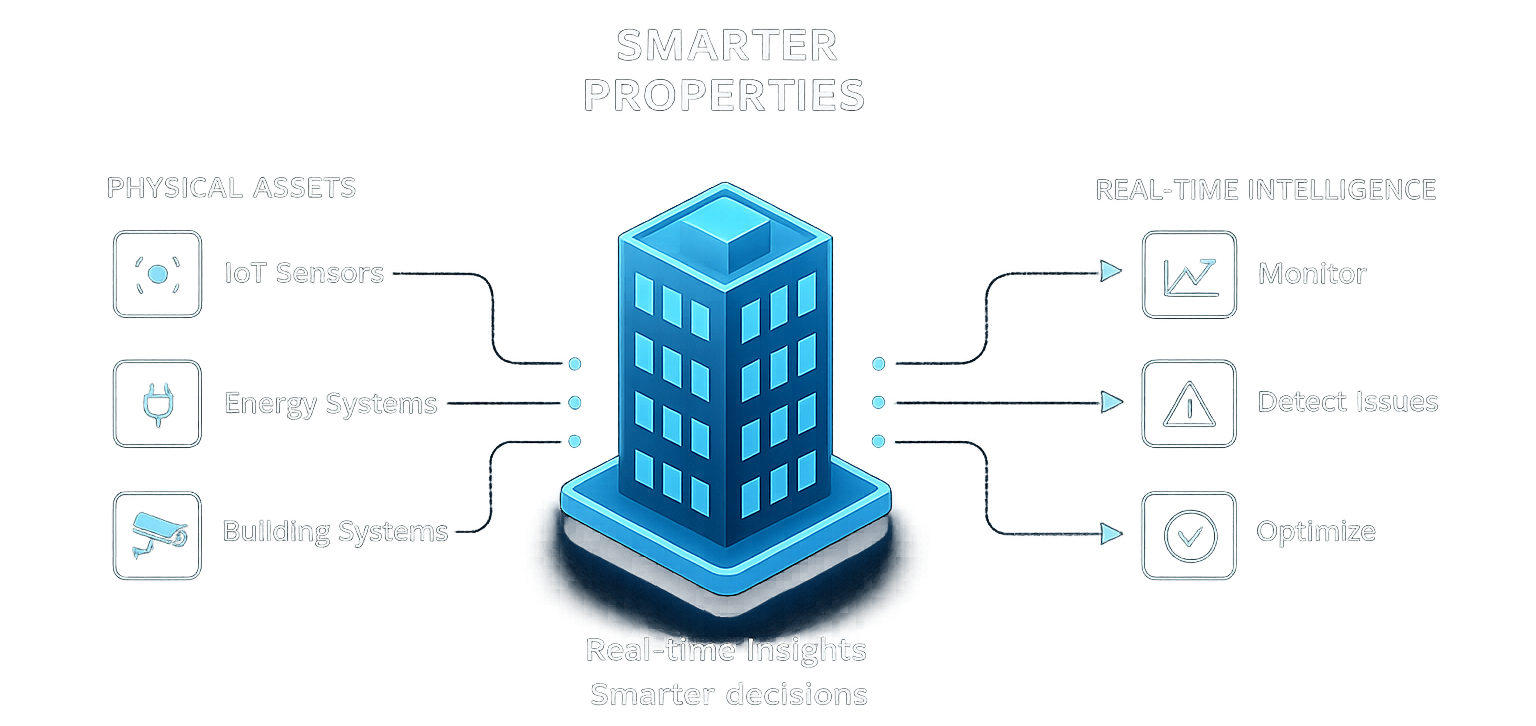 SMARTER
PROPERTIES
PHYSICAL ASSETS
IoT Sensors
Energy Systems
Building Systems
REAL-TIME INTELLIGENCE
Monitor
Detect Issues
Optimize
Real-time Insights
Smarter decisions